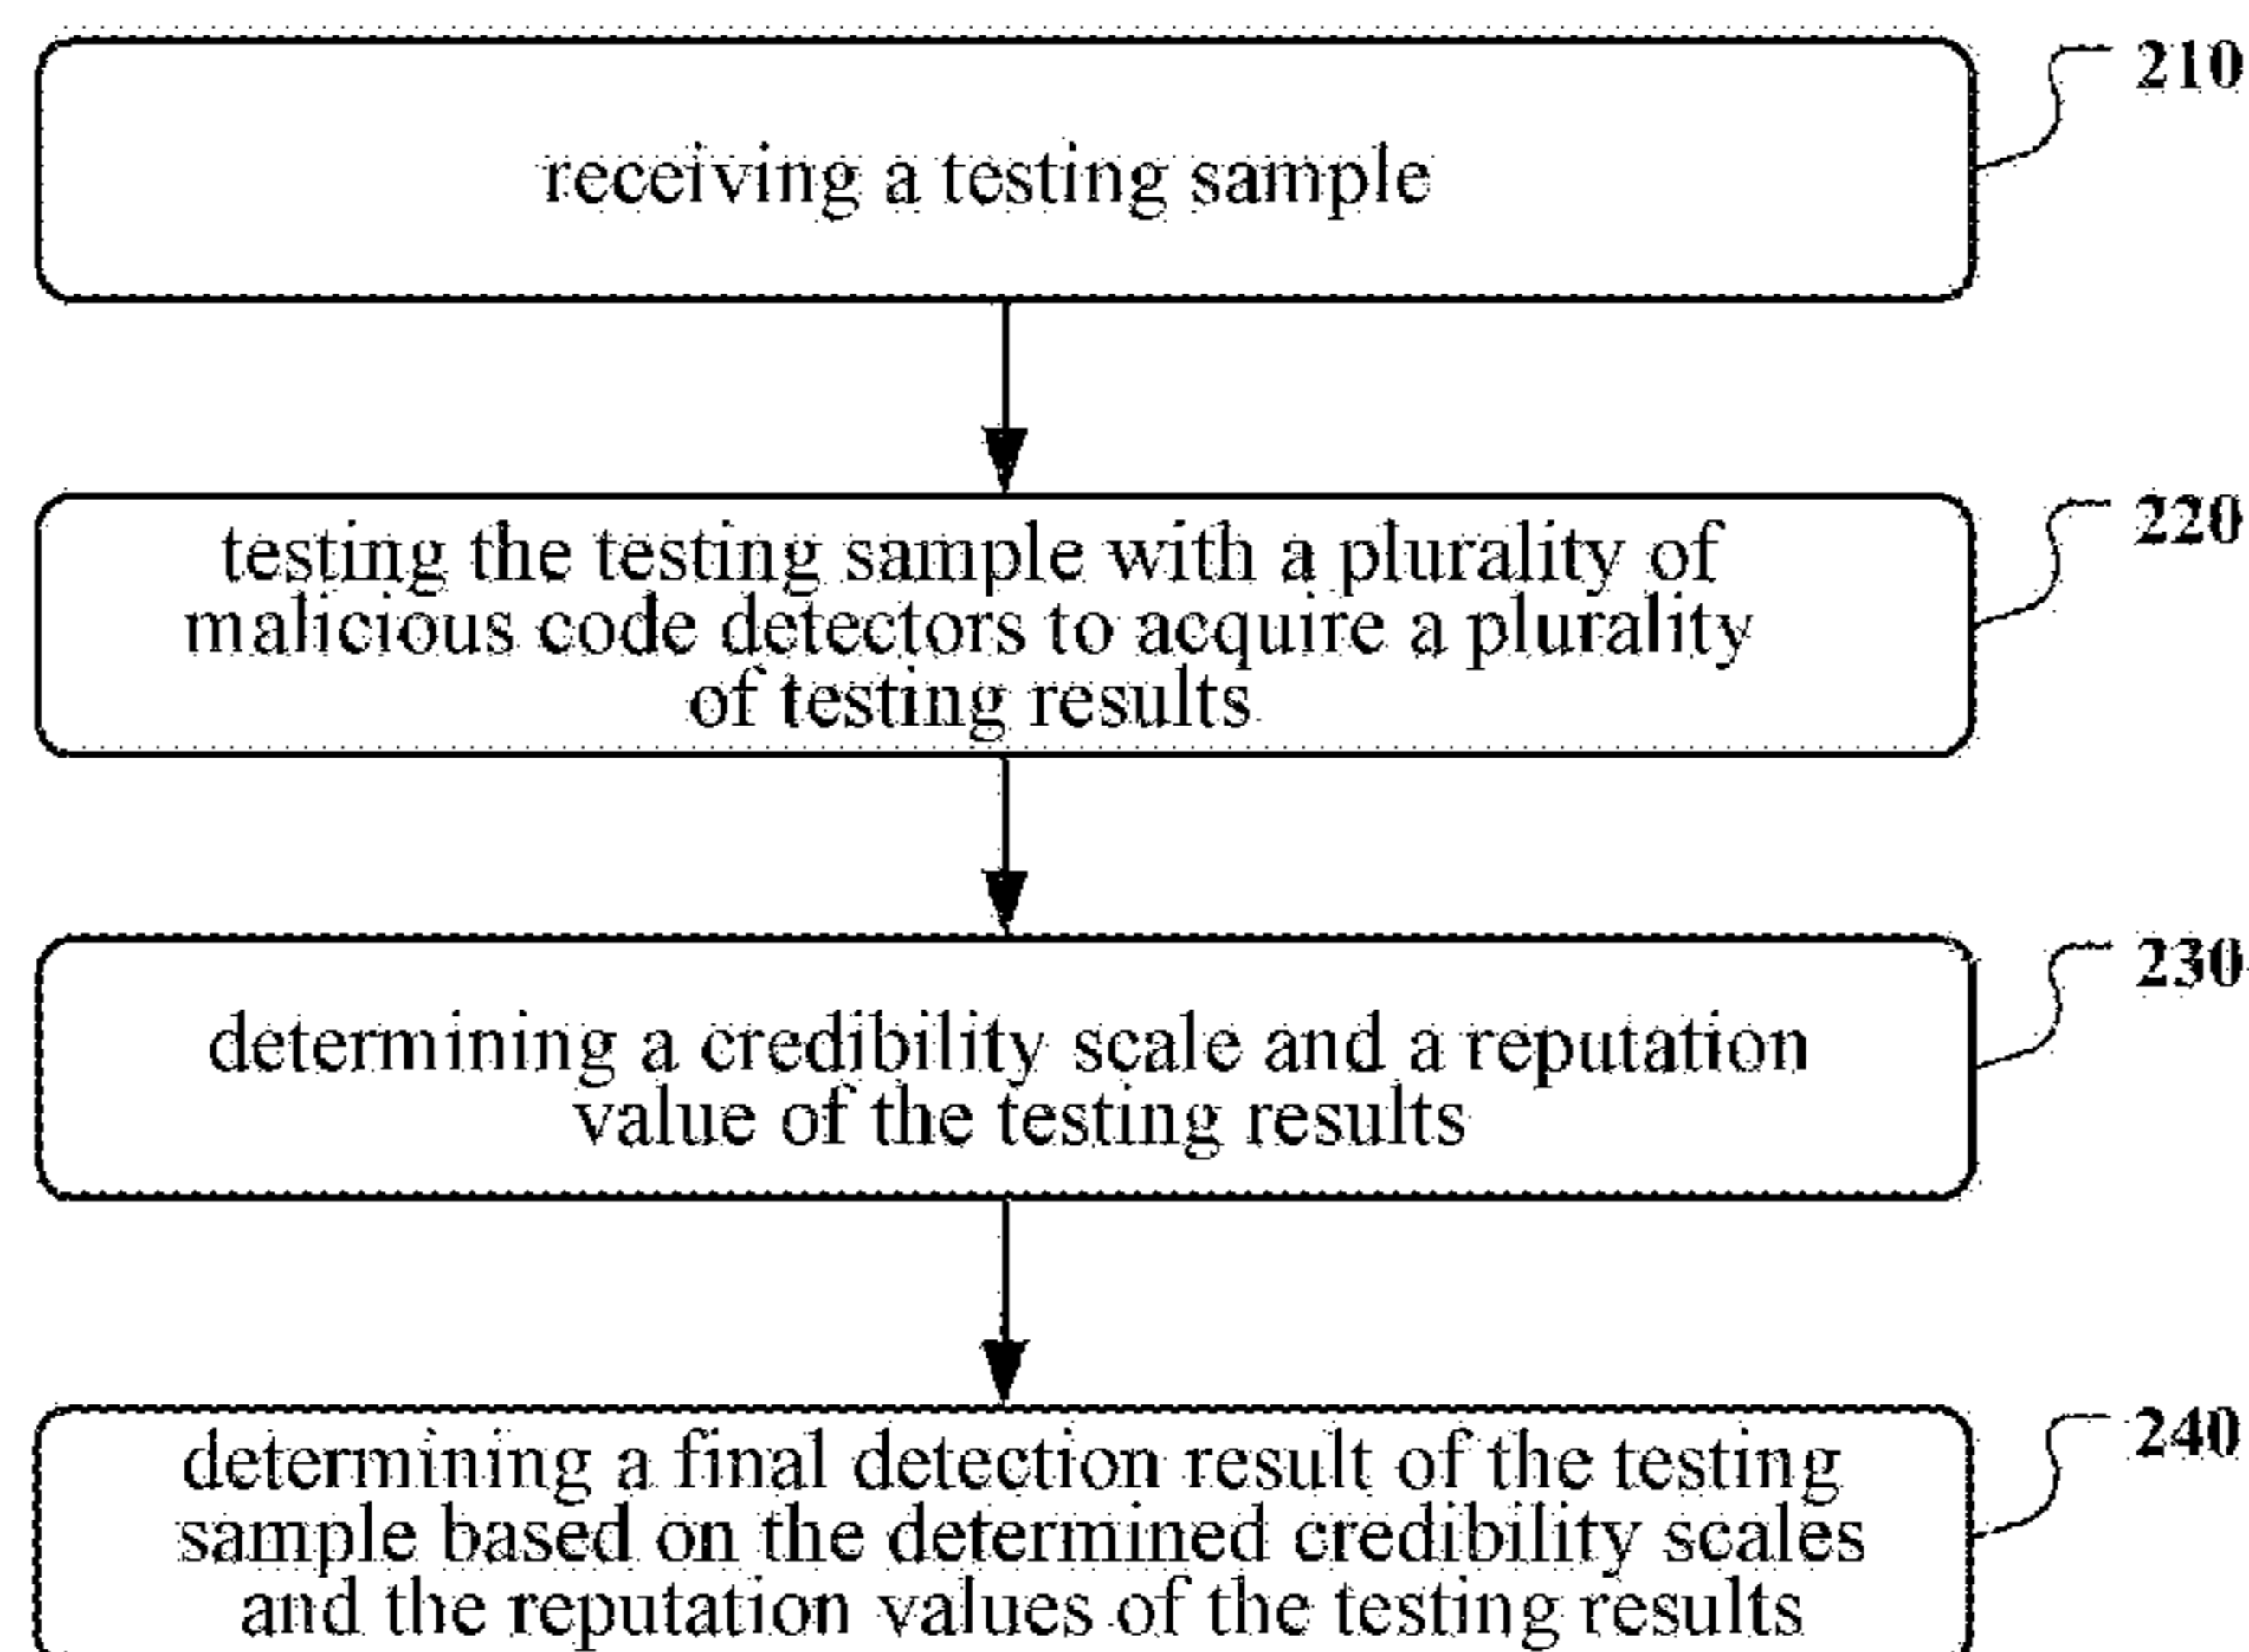 210
receiving a testing sample
220
testing the testing sample with a plurality of
malicious code detectors to acquire a plurality
of testing results
230
determining a credibility scale and a reputation
value of the testing results
240
determining a final detection result of the testing
sample based on the determined credibility scales
and the reputation values of the testing results